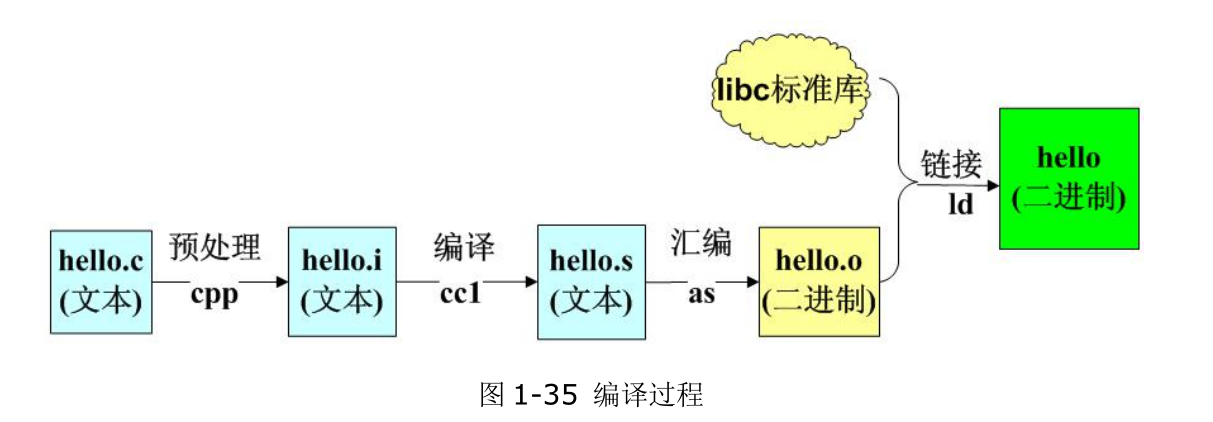 libc标准库
链接
ld
hello
(二进制)
hello.c
(文本)
预处理
cpp
hello.i
(文本)
编译
cc1
hello.s
(文本)
汇编
as
hello.o
(二进制)
图 1-35 编译过程